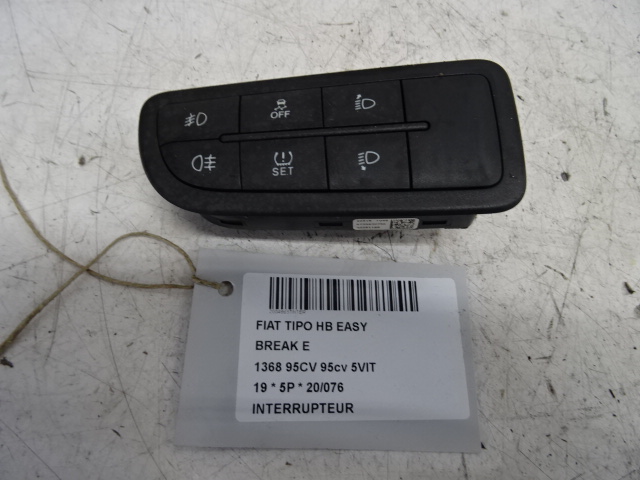 OFF
SET
FIAT TIPO HB EASY
BREAK E
1368 95CV 95cv 5VIT
19 * 5P * 20/076
INTERRUPTEUR